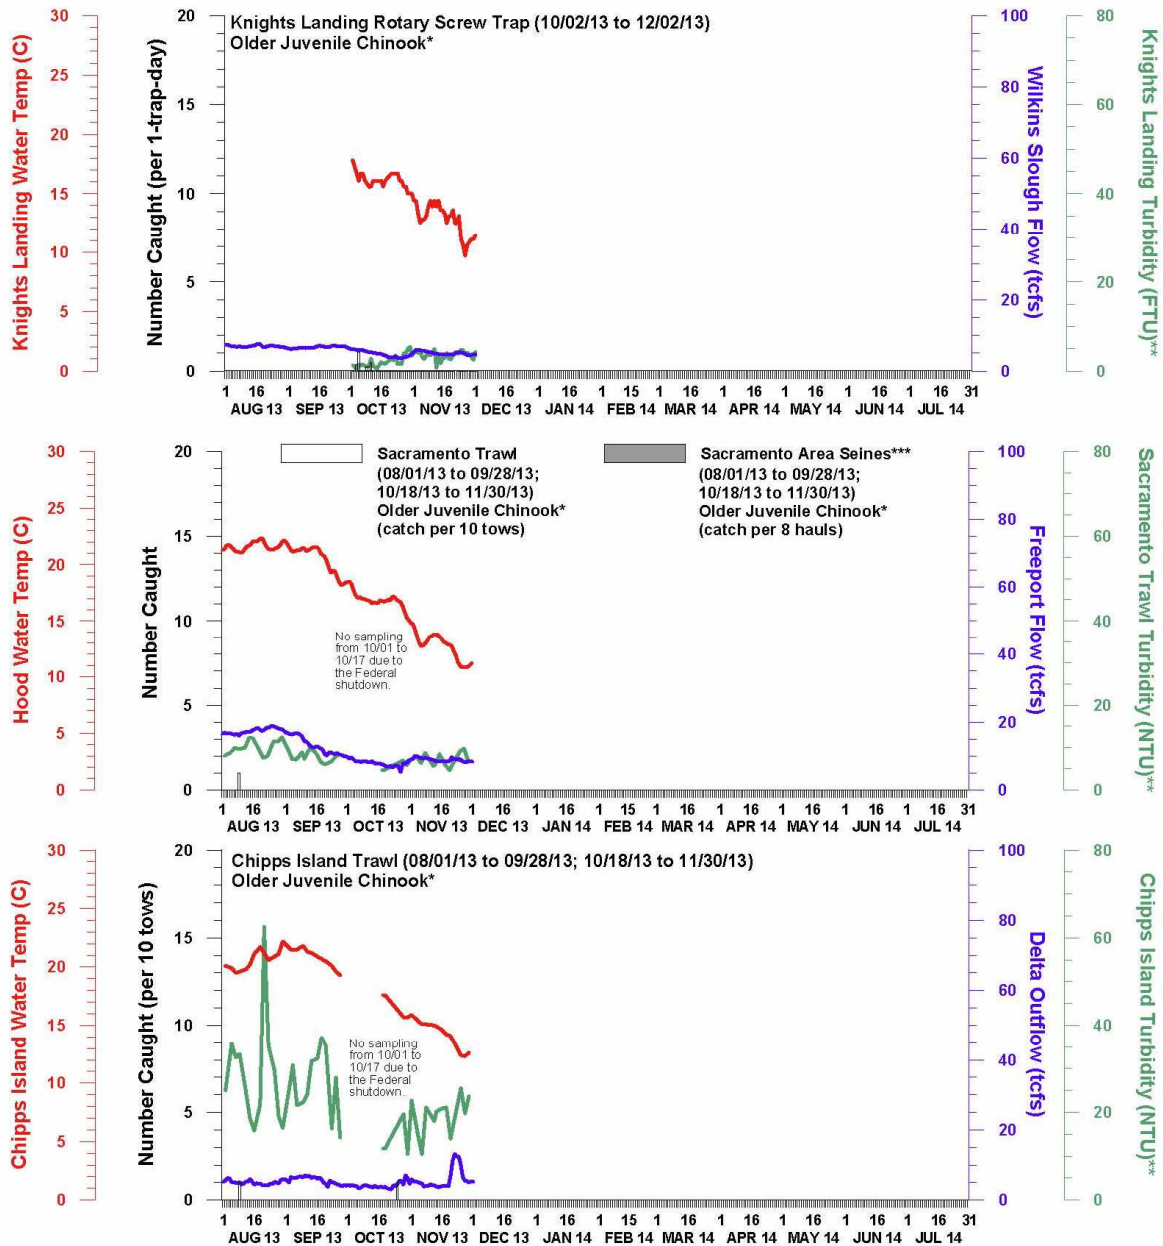 Knights Landing Rotary Screw Trap (10/02/13 to 12/02/13)
Older Juvenile Chinook*
Knights Landing Water Temp (C)
30
25
20
15
10
5
0
Number Caught (per 1-trap-day)
20
15
10
5
0
Wilkins Slough Flow (tcfs)
100
80
60
40
20
0
Knights Landing Turbidity (FTU)**
80
60
40
20
0
1 16 1 16 1 16 1 16 1 16 1 16 1 16 1 16 1 16 1 16 1 16 1 16 31
AUG 13 SEP 13 OCT 13 NOV 13 DEC 13 JAN 14 FEB 14 MAR 14 APR 14 MAY 14 JUN 14 JUL 14
Sacramento Trawl
(08/01/13 to 09/28/13;
10/18/13 to 11/30/13)
Older Juvenile Chinook*
(catch per 10 tows)
Sacramento Area Seines***
(08/01/13 to 09/28/13;
10/18/13 to 11/30/13)
Older Juvenile Chinook*
(catch per 8 hauls)
Hood Water Temp (C)
30
25
20
15
10
5
0
Number Caught
20
15
10
5
0
No sampling
from 10/01 to
10/17 due to
the Federal
shutdown.
Freeport Flow (tcfs)
100
80
60
40
20
0
Sacramento Trawl Turbidity (NTU)**
80
60
40
20
0
1 16 1 16 1 16 1 16 1 16 1 16 1 15 1 16 1 16 1 16 1 16 1 16 31
AUG 13 SEP 13 OCT 13 NOV 13 DEC 13 JAN 14 FEB 14 MAR 14 APR 14 MAY 14 JUN 14 JUL 14
Chipps Island Trawl (08/01/13 to 09/28/13; 10/18/13 to 11/30/13)
Older Juvenile Chinook*
Chipps Island Water Temp (C)
30
25
20
15
10
5
0
Number Caught (per 10 tows)
20
15
10
5
0
No sampling
from 10/01 to
10/17 due to
the Federal
shutdown.
Delta Outflow (tcfs)
100
80
60
40
20
0
Chipps Island Turbidity (NTU)**
80
60
40
20
0
1 16 1 16 1 16 1 16 1 16 1 16 1 15 1 16 1 16 1 16 1 16 1 16 31
AUG 13 SEP 13 OCT 13 NOV 13 DEC 13 JAN 14 FEB 14 MAR 14 APR 14 MAY 14 JUN 14 JUL 14